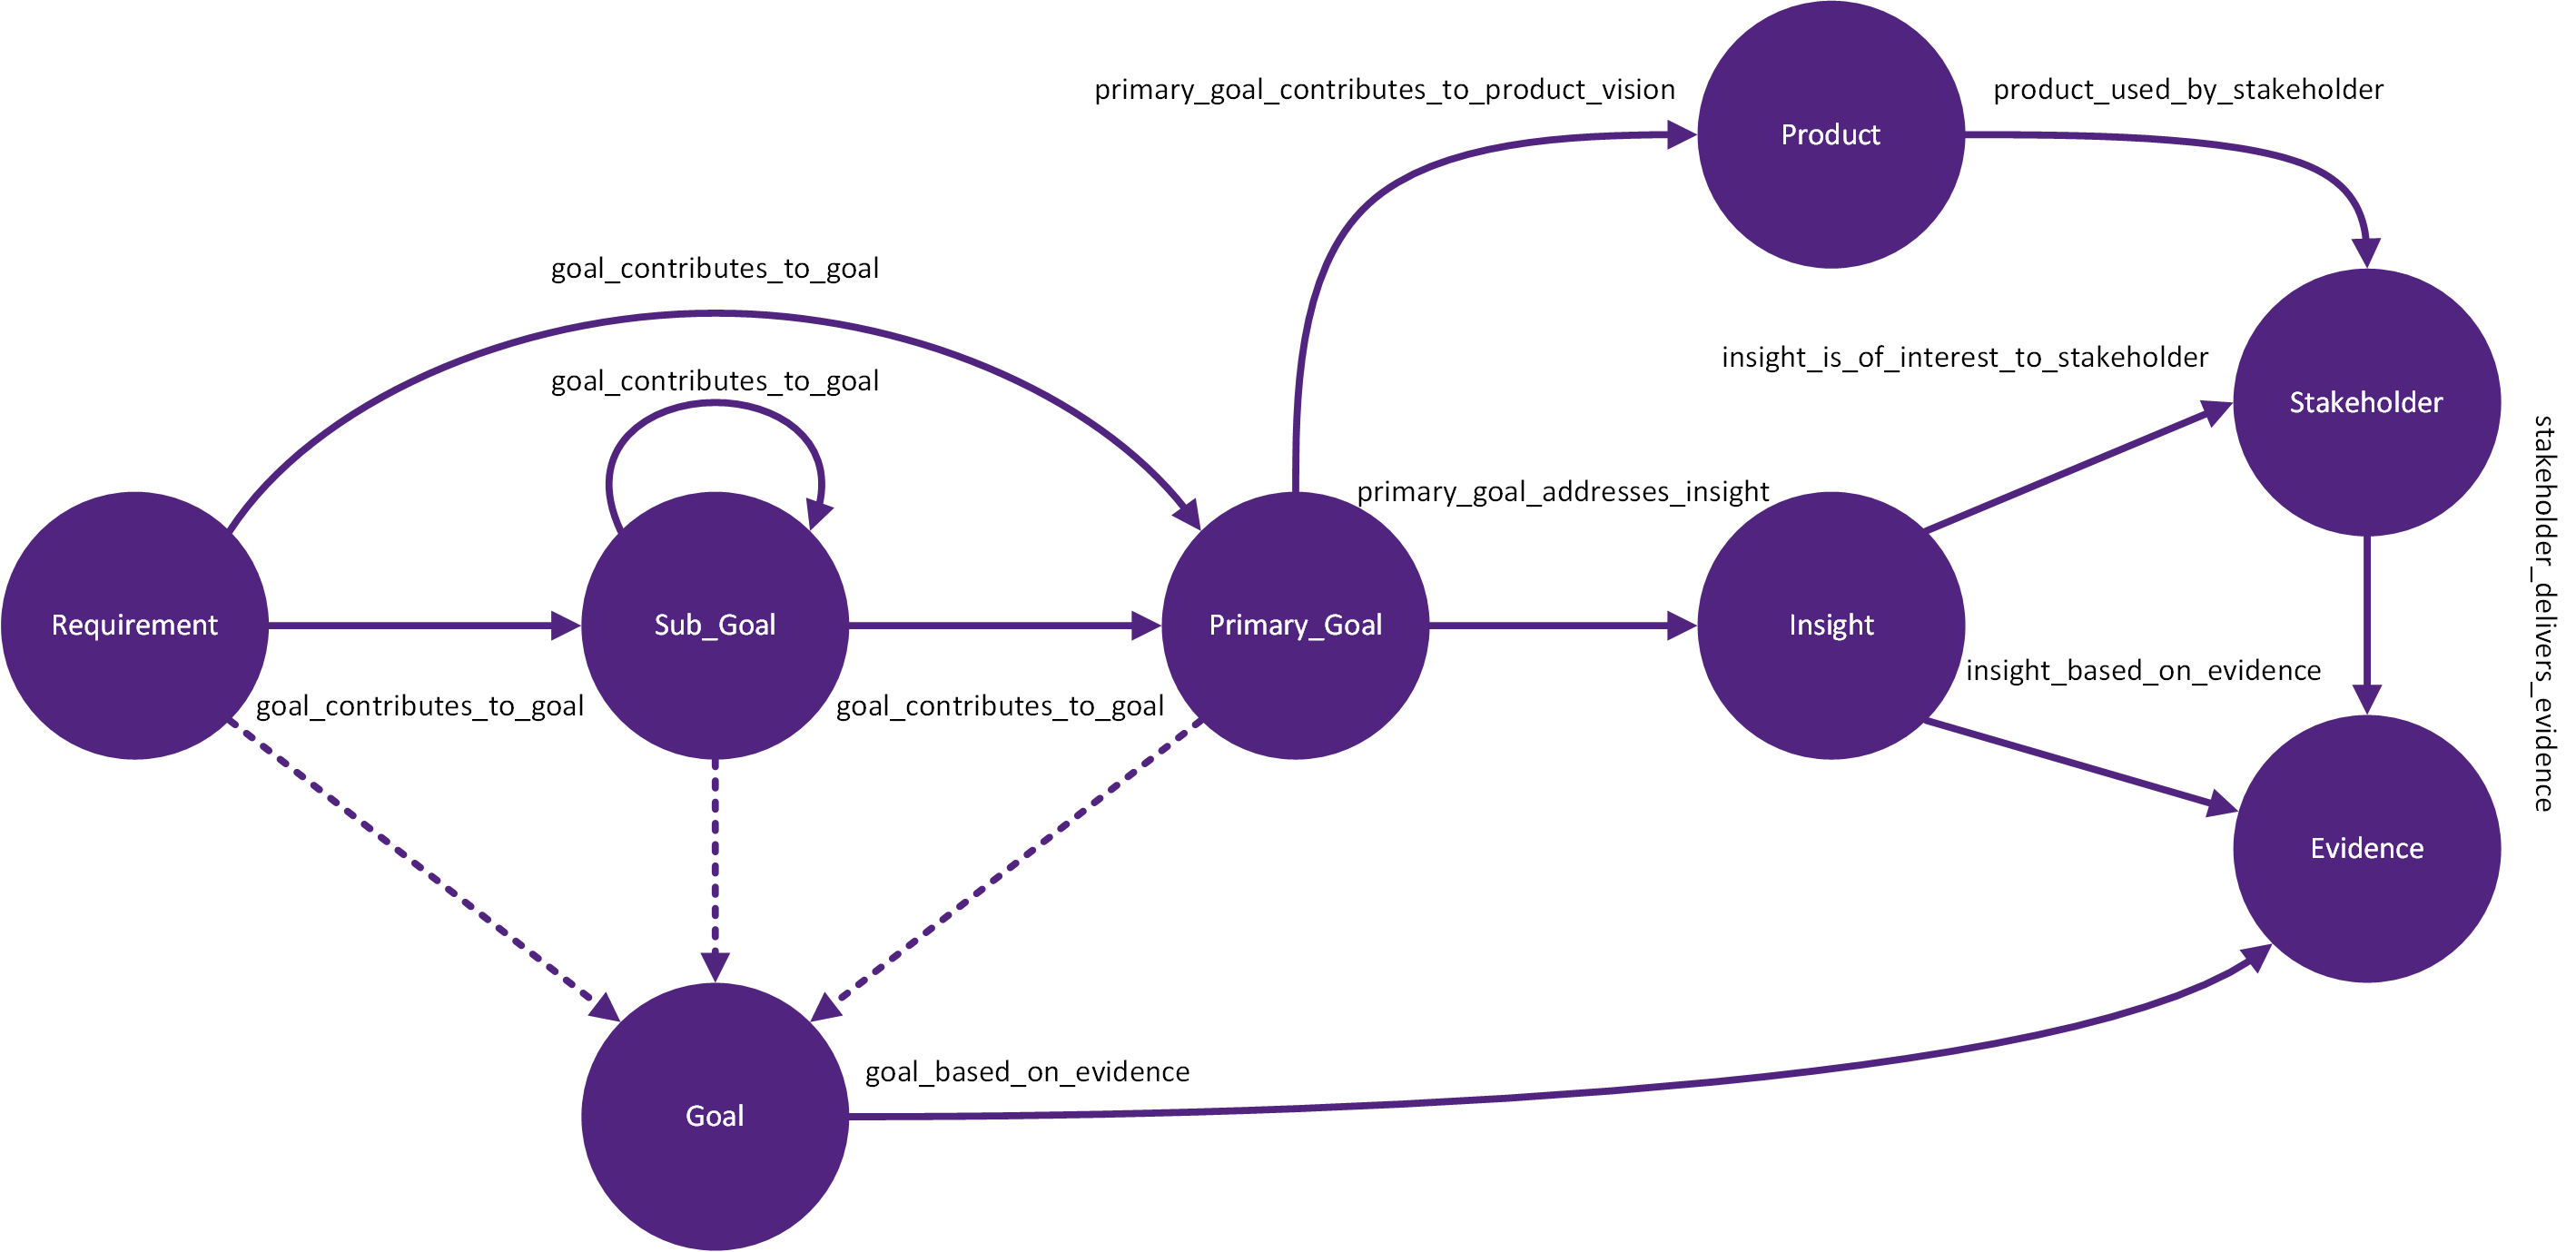 primary_goal_contributes_to_product_vision
product_used_by_stakeholder
Product
goal_contributes_to_goal
insight_is_of_interest_to_stakeholder
goal_contributes_to_goal
Stakeholder
stakeholder_delivers_evidence
primary_goal_addresses_insight
Requirement
Sub_Goal
Primary_Goal
Insight
insight_based_on_evidence
goal_contributes_to_goal
goal_contributes_to_goal
Evidence
goal_based_on_evidence
Goal